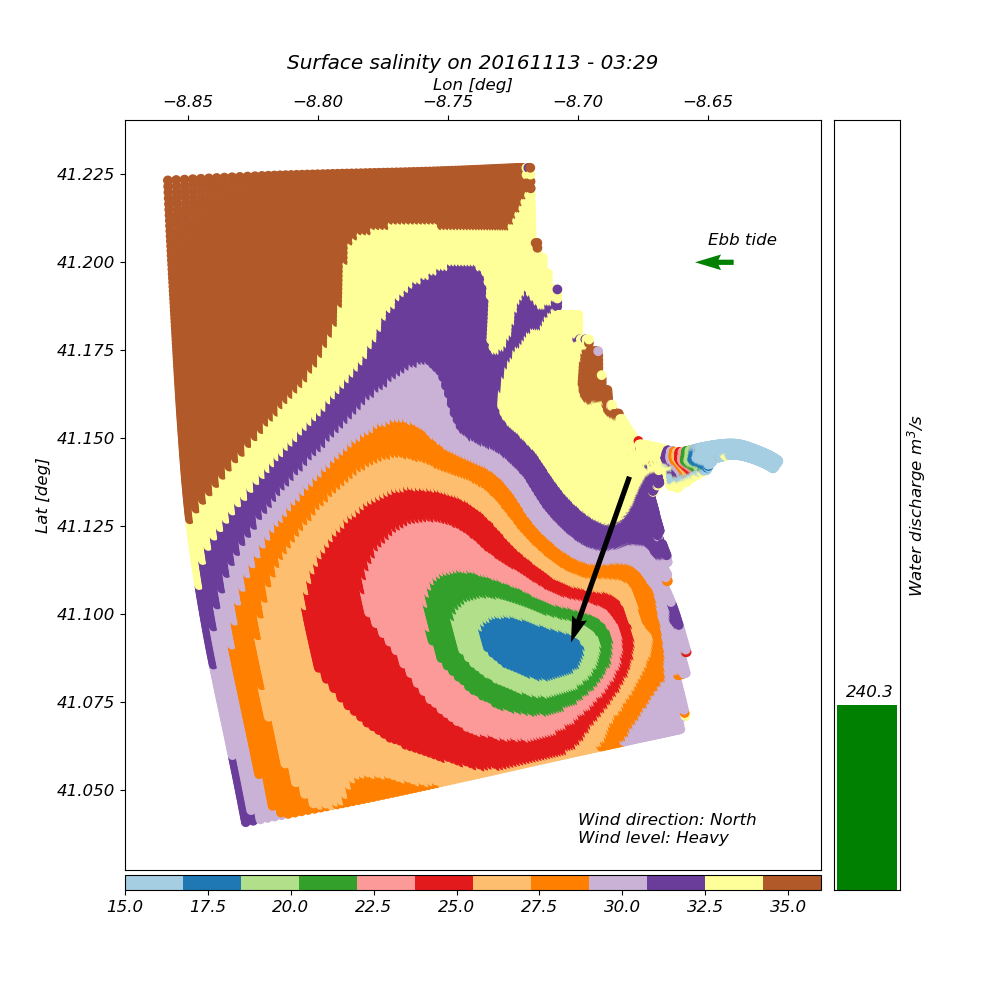 Surface salinity on 20161113 - 03:29
Lon [deg]
−8.85 −8.80 −8.75 −8.70 −8.65
41.225
41.200
41.175
41.150
41.125
41.100
41.075
41.050
Lat [deg]
Ebb tide
Wind direction: North
Wind level: Heavy
240.3
Water discharge m³/s
15.0 17.5 20.0 22.5 25.0 27.5 30.0 32.5 35.0